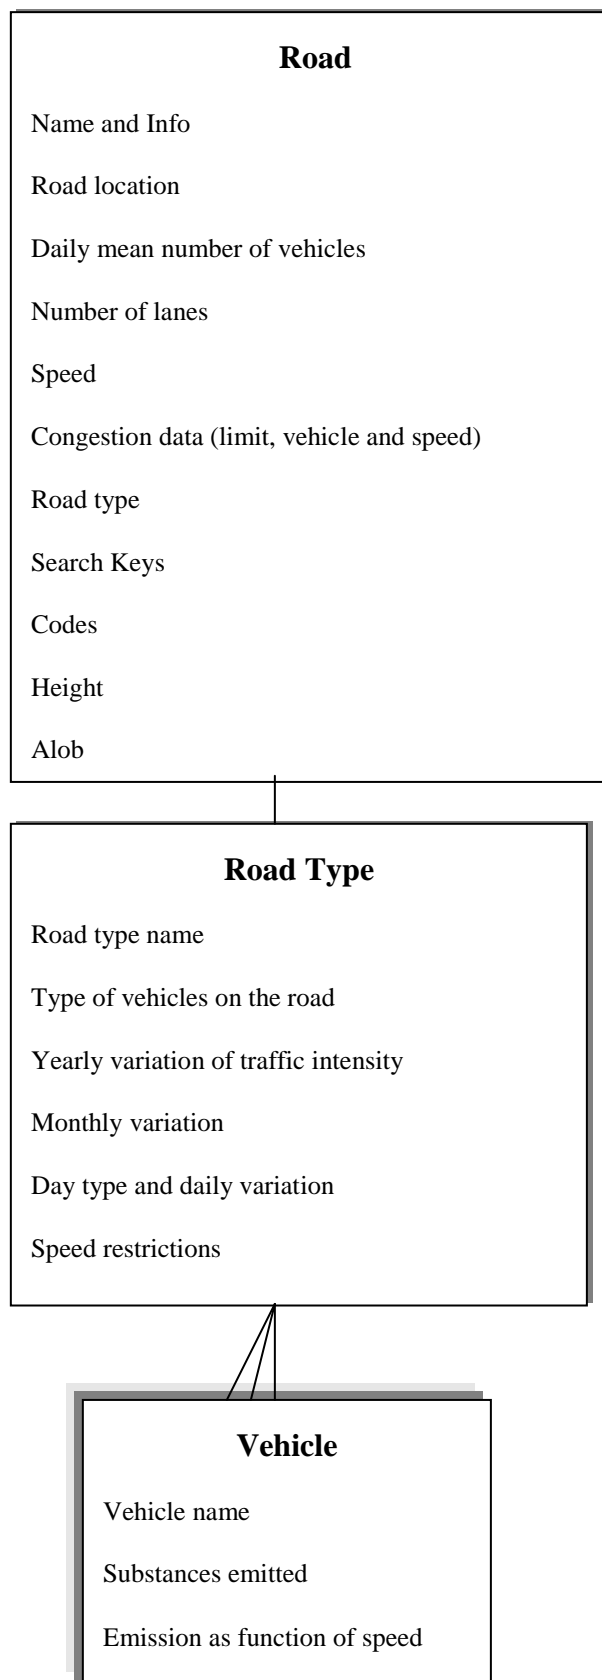 Road
Name and Info
Road location
Daily mean number of vehicles
Number of lanes
Speed
Congestion data (limit, vehicle and speed)
Road type
Search Keys
Codes
Height
Alob
Road Type
Road type name
Type of vehicles on the road
Yearly variation of traffic intensity
Monthly variation
Day type and daily variation
Speed restrictions
Vehicle
Vehicle name
Substances emitted
Emission as function of speed